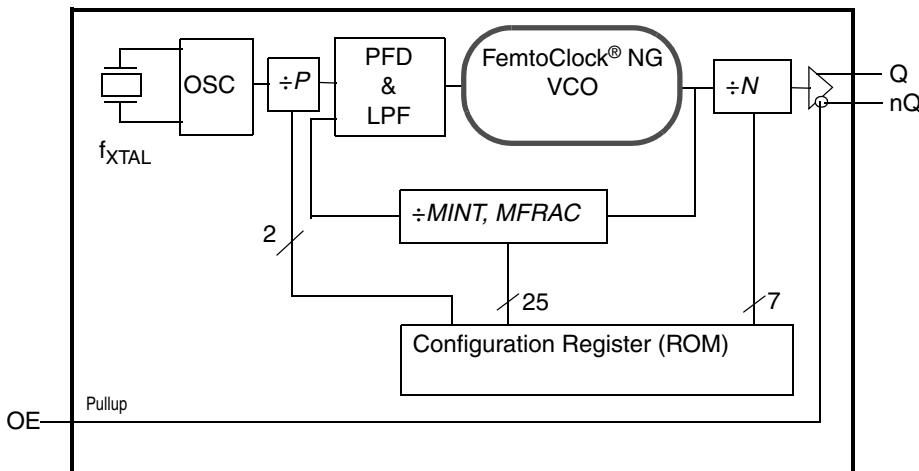 OSC
÷P
PFD
&
LPF
FemtoClock® NG
VCO
÷N
Q
nQ
fXTAL
÷MINT, MFRAC
2
25
7
Configuration Register (ROM)
Pullup
OE